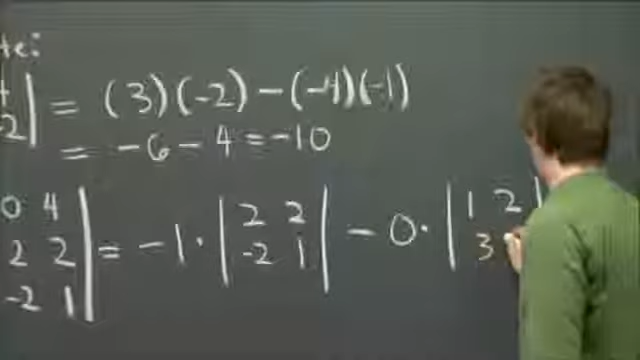 te:
-2| = (3)(-2) - (-4)(-1)
= -6 - 4 = -10
0 4
2 2 | = -1 · | 2 2 | - 0 · | 1 2 |
-2 1 | | -2 1 | | 3